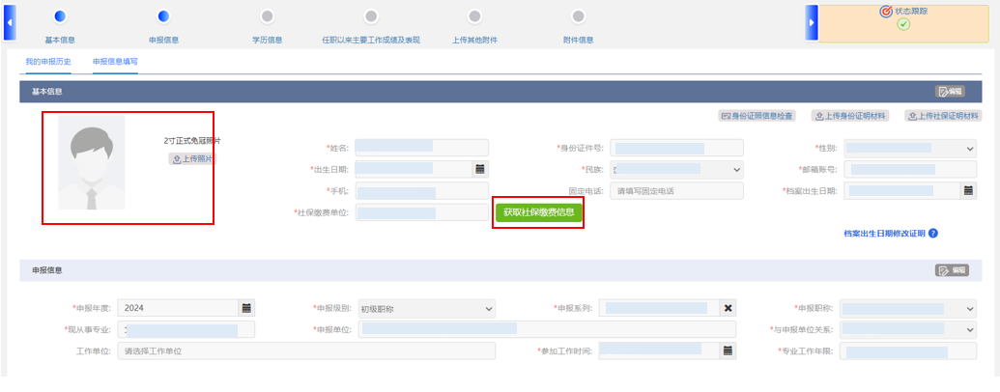 状态跟踪
基本信息 申报信息 学历信息 任职以来主要工作成绩及表现 上传其他附件 附件信息
我的申报历史 申报信息填写
基本信息 编辑
身份证照信息检查 上传身份证明材料 上传社保证明材料
2寸正式免冠照片
上传照片
*姓名: *身份证件号: *性别:
*出生日期: *民族: *邮箱账号:
*手机: 固定电话: 请填写固定电话 *档案出生日期:
*社保缴费单位: 获取社保缴费信息
档案出生日期修改证明 ?
申报信息 编辑
*申报年度: 2024 *申报级别: 初级职称 *申报系列: *申报职称:
*现从事专业: *申报单位: *与申报单位关系:
工作单位: 请选择工作单位 *参加工作时间: *专业工作年限: